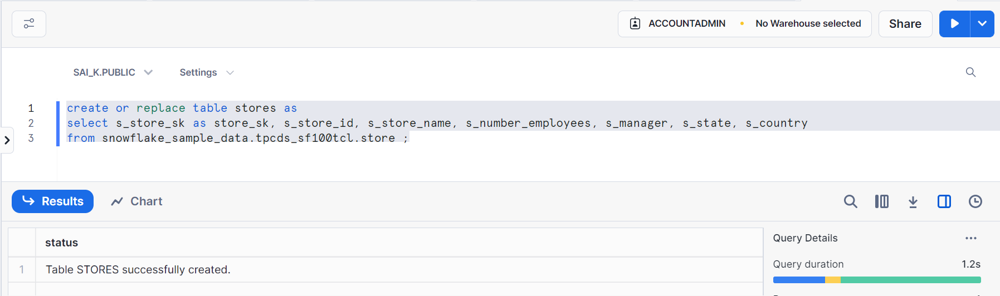 ACCOUNTADMIN • No Warehouse selected
Share
SAI_K.PUBLIC
Settings
1 create or replace table stores as
2 select s_store_sk as store_sk, s_store_id, s_store_name, s_number_employees, s_manager, s_state, s_country
3 from snowflake_sample_data.tpcds_sf100tcl.store ;
Results
Chart
status
Query Details
1 Table STORES successfully created.
Query duration 1.2s